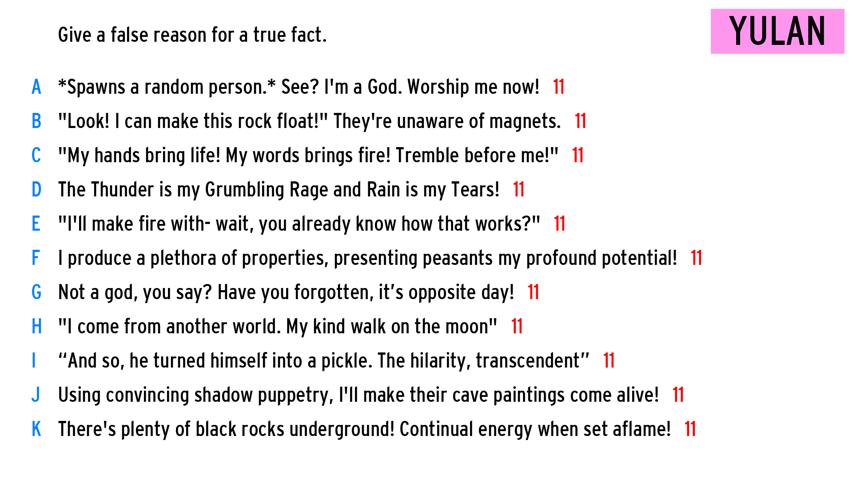 Give a false reason for a true fact.
YULAN
A *Spawns a random person.* See? I'm a God. Worship me now! 11
B "Look! I can make this rock float!" They're unaware of magnets. 11
C "My hands bring life! My words brings fire! Tremble before me!" 11
D The Thunder is my Grumbling Rage and Rain is my Tears! 11
E "I'll make fire with- wait, you already know how that works?" 11
F I produce a plethora of properties, presenting peasants my profound potential! 11
G Not a god, you say? Have you forgotten, it’s opposite day! 11
H "I come from another world. My kind walk on the moon" 11
I “And so, he turned himself into a pickle. The hilarity, transcendent” 11
J Using convincing shadow puppetry, I'll make their cave paintings come alive! 11
K There's plenty of black rocks underground! Continual energy when set aflame! 11